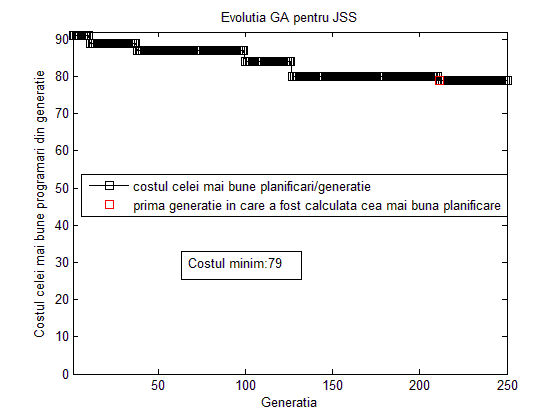 Evolutia GA pentru JSS
Costul celei mai bune programari din generatie
90
80
70
60
50
40
30
20
10
0
costul celei mai bune planificari/generatie
prima generatie in care a fost calculata cea mai buna planificare
Costul minim:79
50
100
150
200
250
Generatia